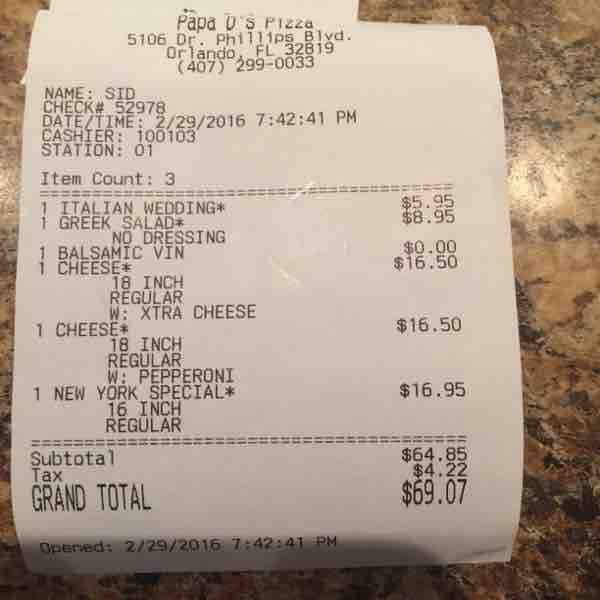 Papa D's Pizza
5106 Dr. Phillips Blvd.
Orlando, FL 32819
(407) 299-0033
NAME: SID
CHECK# 52978
DATE/TIME: 2/29/2016 7:42:41 PM
CASHIER: 100103
STATION: 01
Item Count: 3
1 ITALIAN WEDDING* $5.95
1 GREEK SALAD* $8.95
NO DRESSING
1 BALSAMIC VIN $0.00
1 CHEESE* $16.50
18 INCH
REGULAR
W: XTRA CHEESE
1 CHEESE* $16.50
18 INCH
REGULAR
W: PEPPERONI
1 NEW YORK SPECIAL* $16.95
16 INCH
REGULAR
Subtotal $64.85
Tax $4.22
GRAND TOTAL $69.07
Opened: 2/29/2016 7:42:41 PM